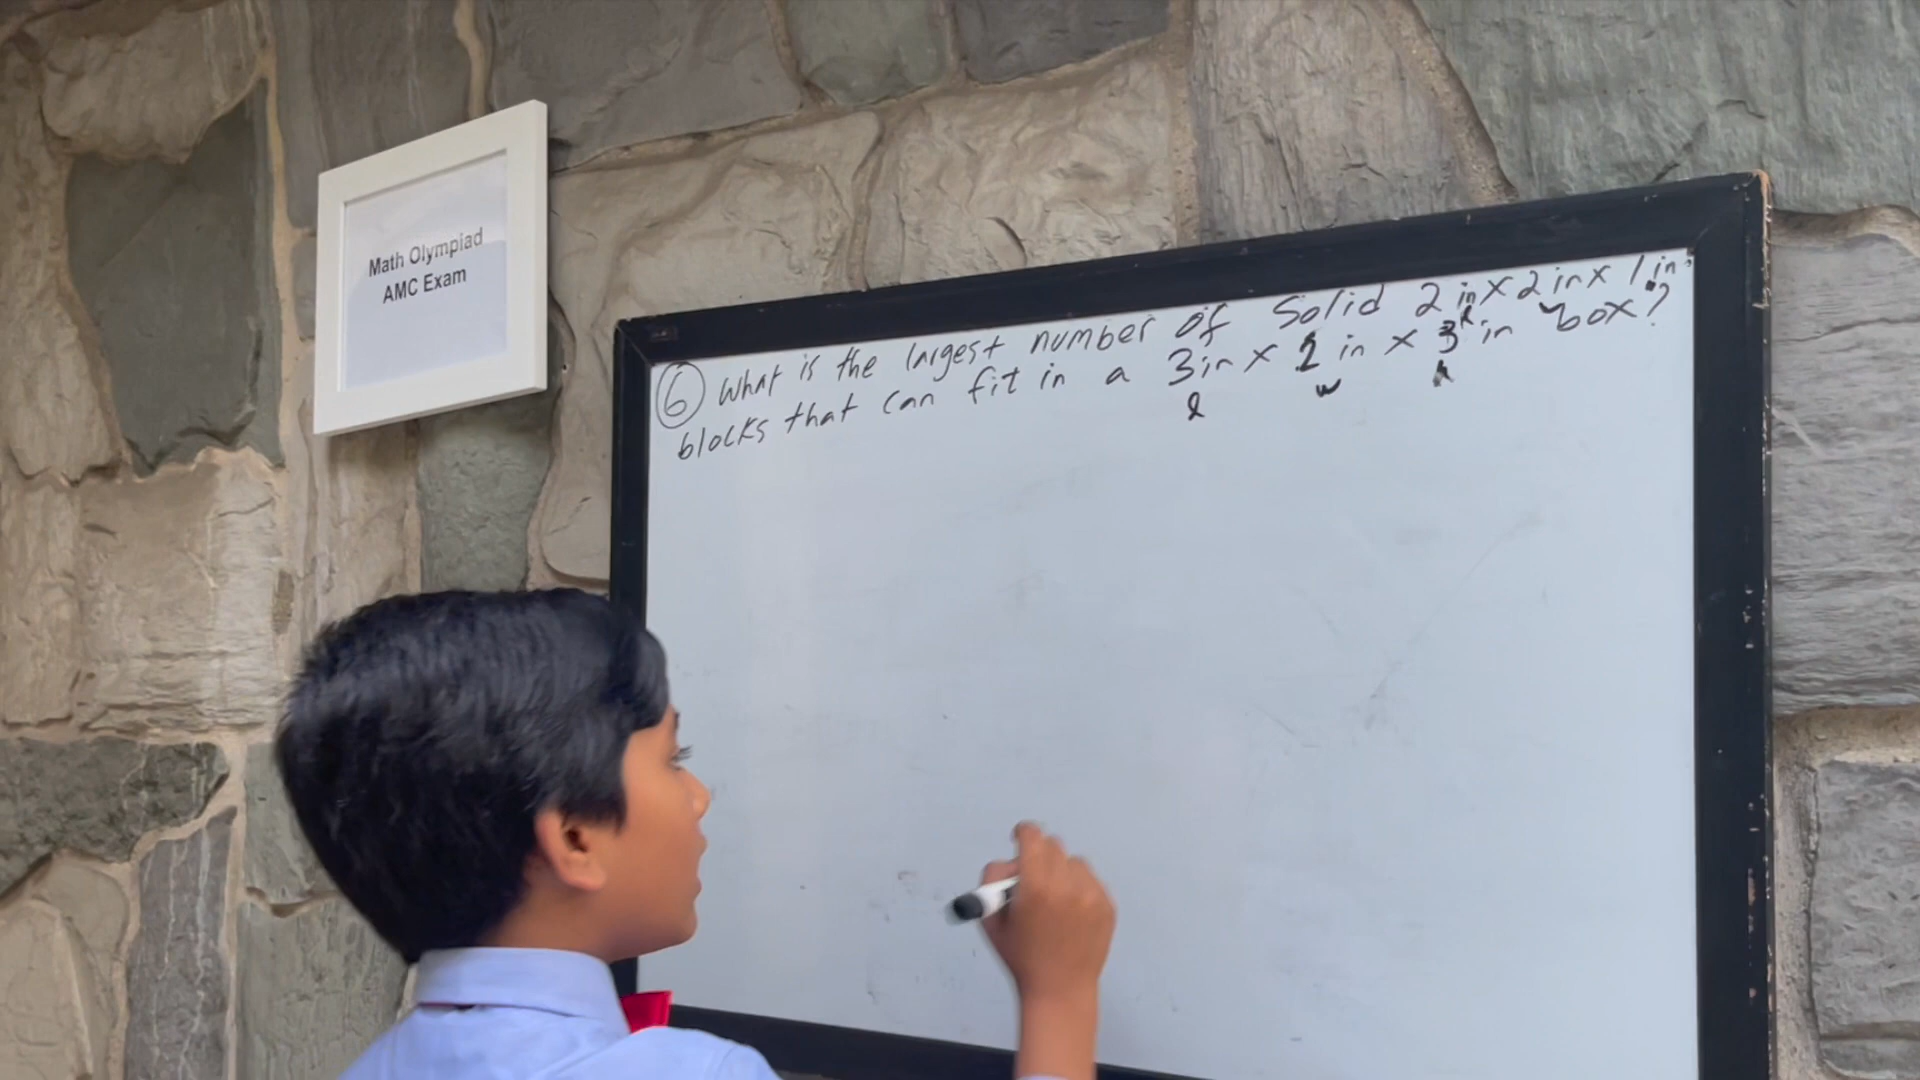 Math Olympiad
AMC Exam
6 What is the largest number of Solid 2 in x 2 in x 1 in
blocks that can fit in a 3 in x 2 in x 3 in box?
l w h